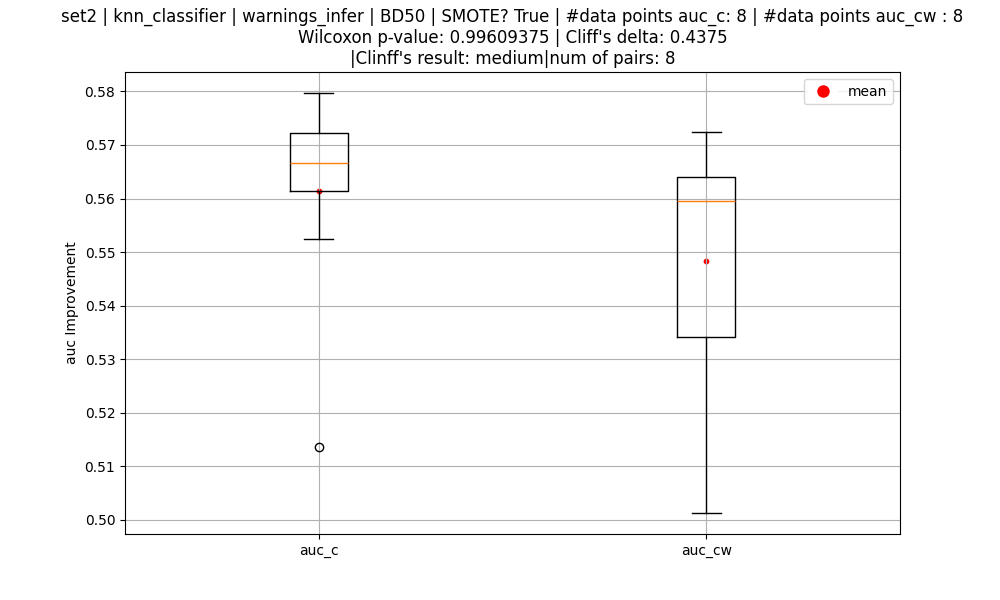 set2 | knn_classifier | warnings_infer | BD50 | SMOTE? True | #data points auc_c: 8 | #data points auc_cw : 8
Wilcoxon p-value: 0.99609375 | Cliff's delta: 0.4375
|Clinff's result: medium|num of pairs: 8
mean
0.58
0.57
0.56
0.55
0.54
0.53
0.52
0.51
0.50
auc Improvement
auc_c
auc_cw